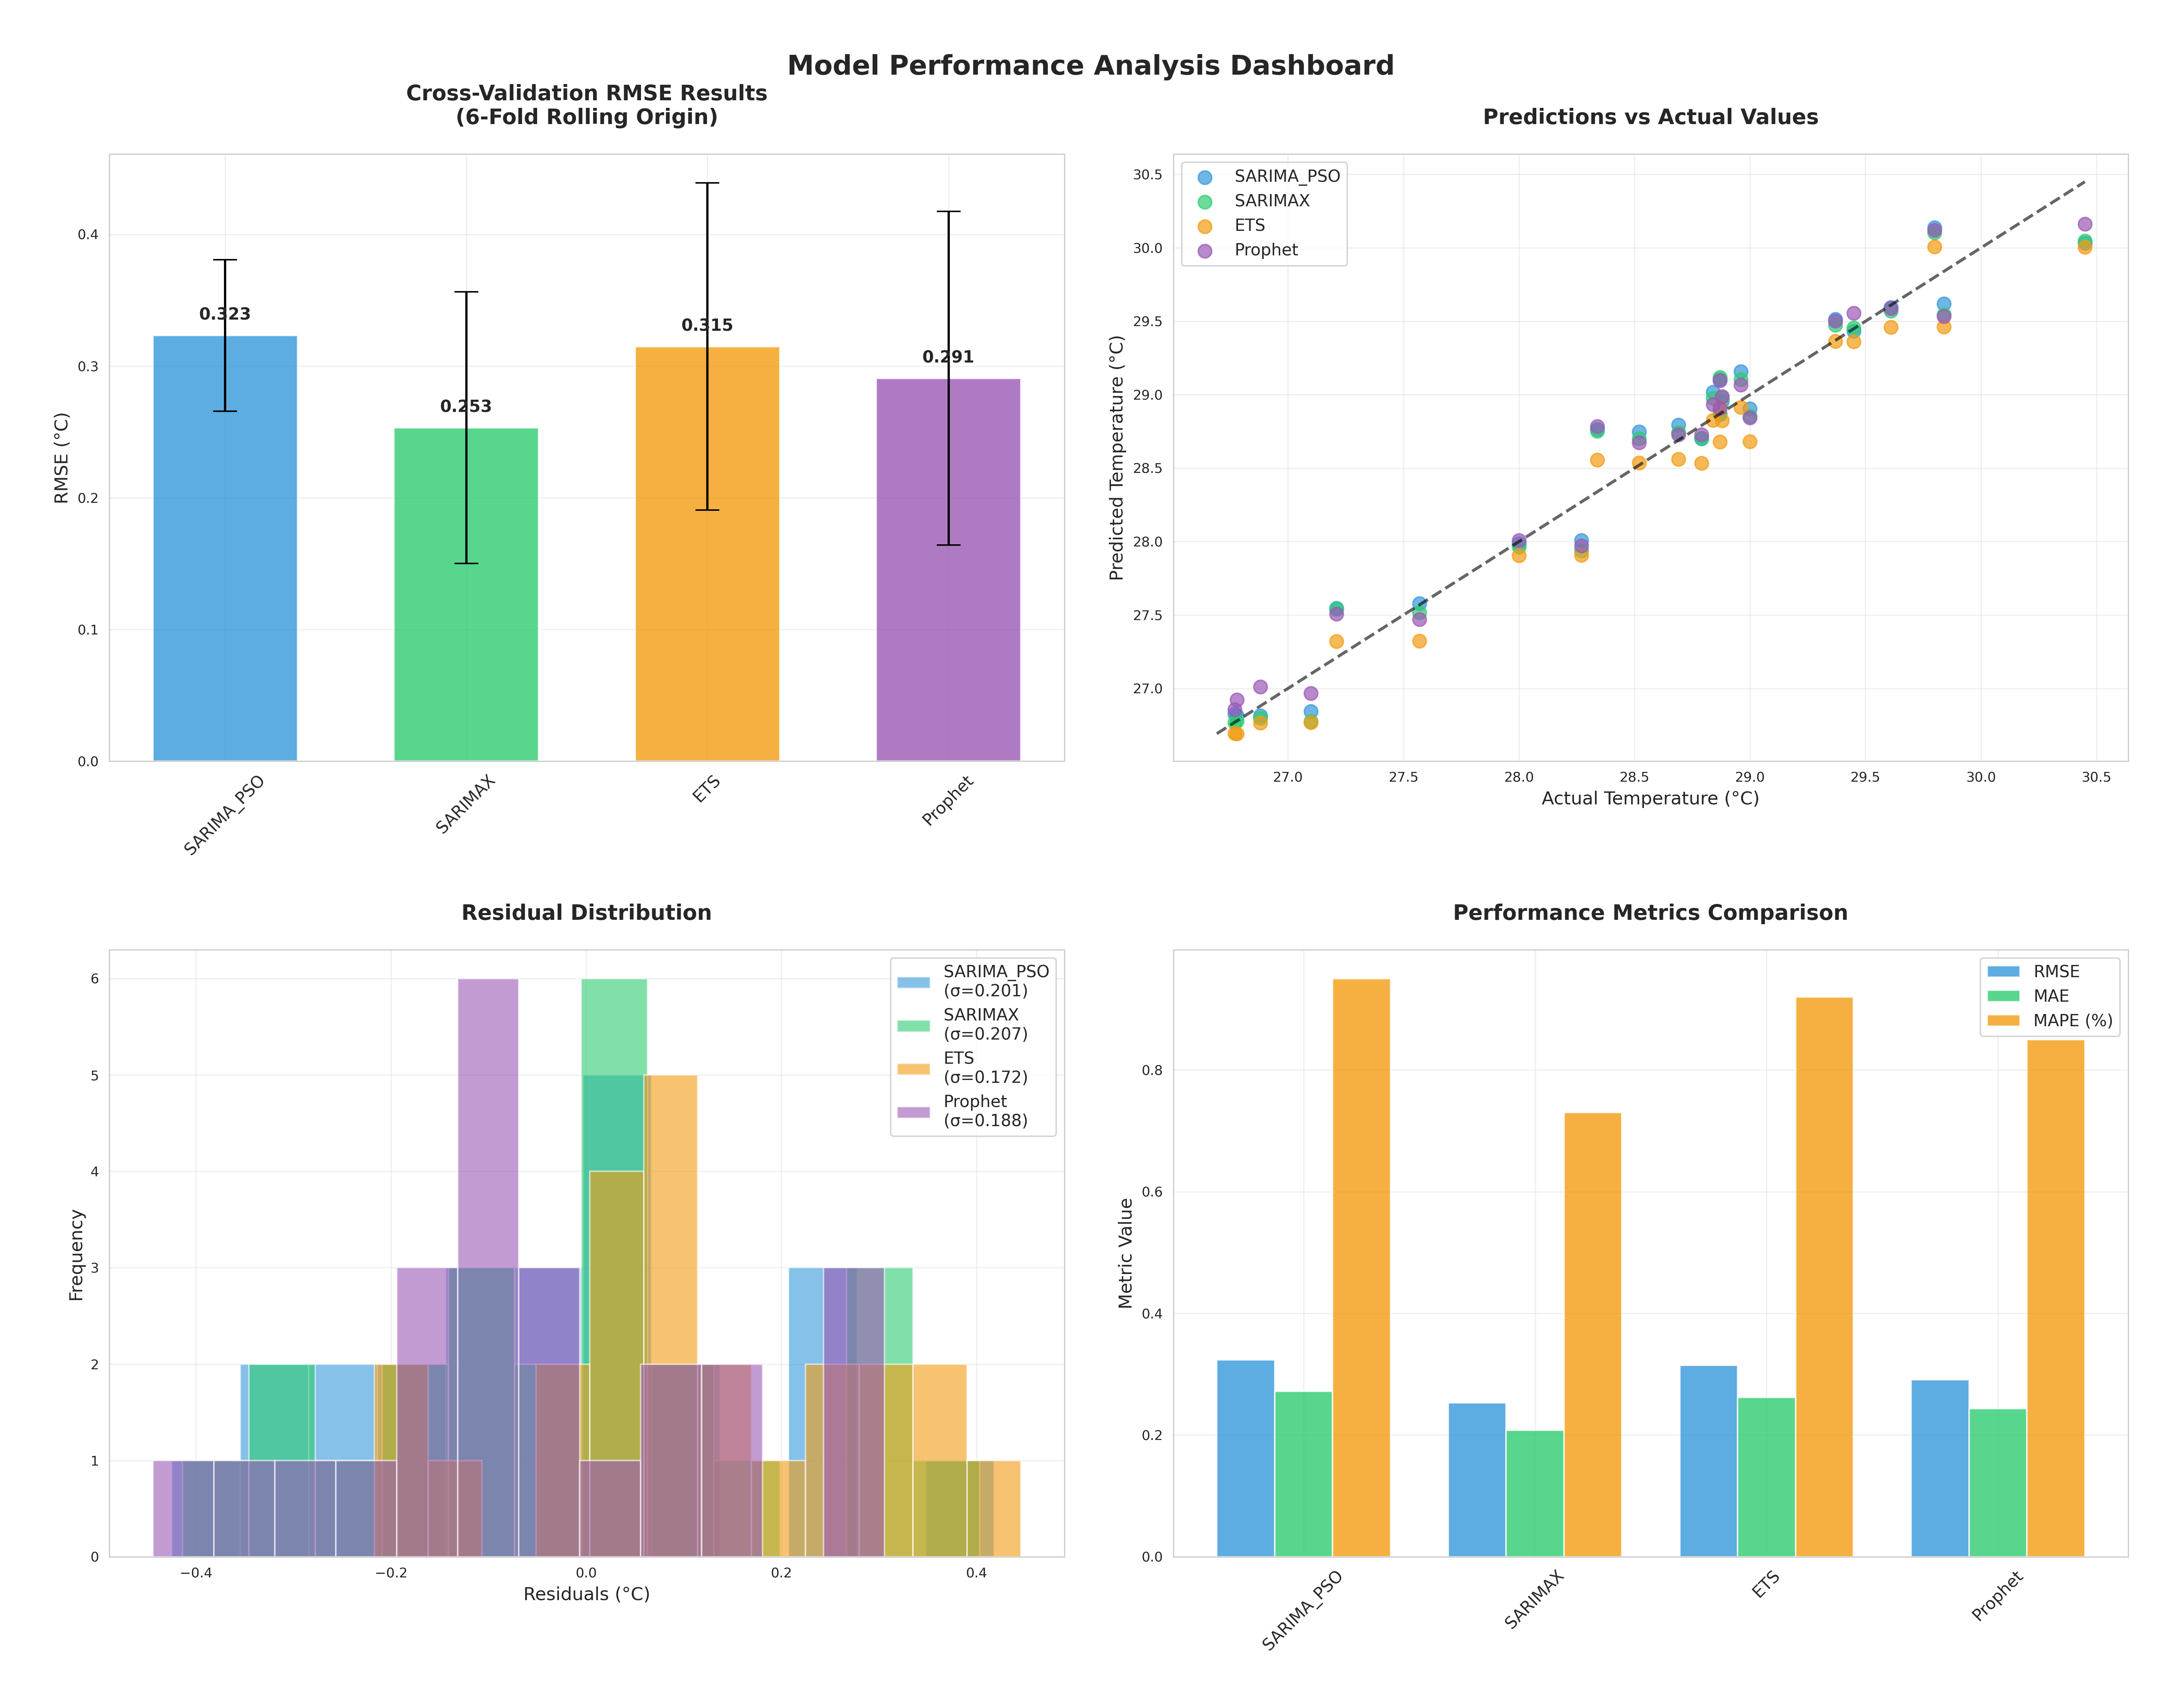 Model Performance Analysis Dashboard
Cross-Validation RMSE Results
(6-Fold Rolling Origin)
RMSE (°C)
0.4
0.3
0.2
0.1
0.0
0.323
0.253
0.315
0.291
SARIMA_PSO
SARIMAX
ETS
Prophet
Predictions vs Actual Values
Predicted Temperature (°C)
30.5
30.0
29.5
29.0
28.5
28.0
27.5
27.0
SARIMA_PSO
SARIMAX
ETS
Prophet
27.0
27.5
28.0
28.5
29.0
29.5
30.0
30.5
Actual Temperature (°C)
Residual Distribution
Frequency
6
5
4
3
2
1
0
SARIMA_PSO
(σ=0.201)
SARIMAX
(σ=0.207)
ETS
(σ=0.172)
Prophet
(σ=0.188)
−0.4
−0.2
0.0
0.2
0.4
Residuals (°C)
Performance Metrics Comparison
Metric Value
0.8
0.6
0.4
0.2
0.0
RMSE
MAE
MAPE (%)
SARIMA_PSO
SARIMAX
ETS
Prophet